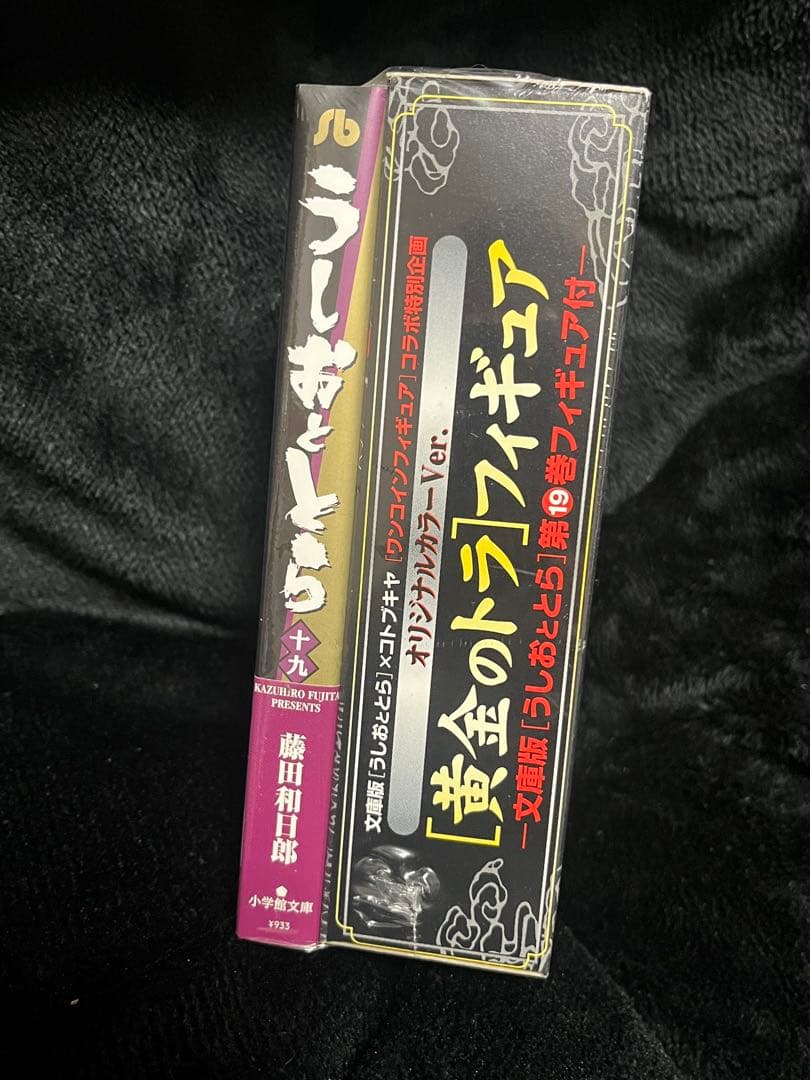 うしおととら
十九
KAZUHIRO FUJITA
PRESENTS
藤田和日郎
小学館文庫
¥933
文庫版[うしおととら]×コトブキヤ [ワンコインフィギュア]コラボ特別企画
オリジナルカラーVer.
[黄金のトラ]フィギュア
―文庫版[うしおととら]第19巻フィギュア付―